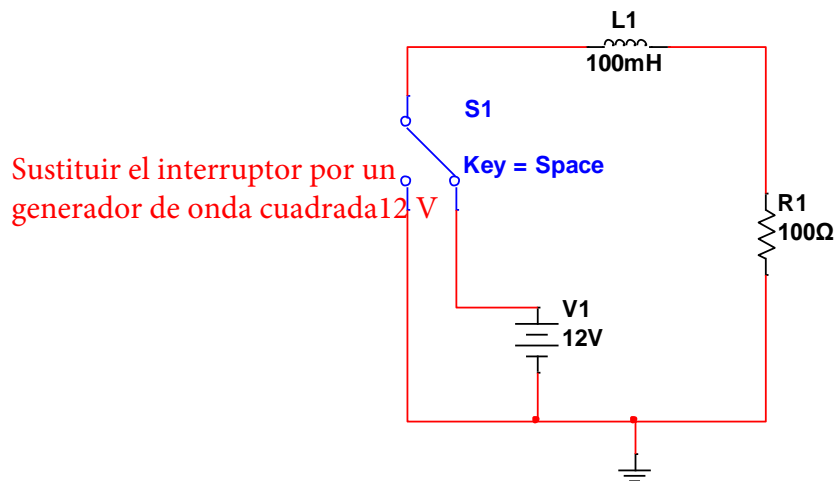 L1
100mH
S1
Key = Space
Sustituir el interruptor por un
generador de onda cuadrada12 V
R1
100Ω
V1
12V